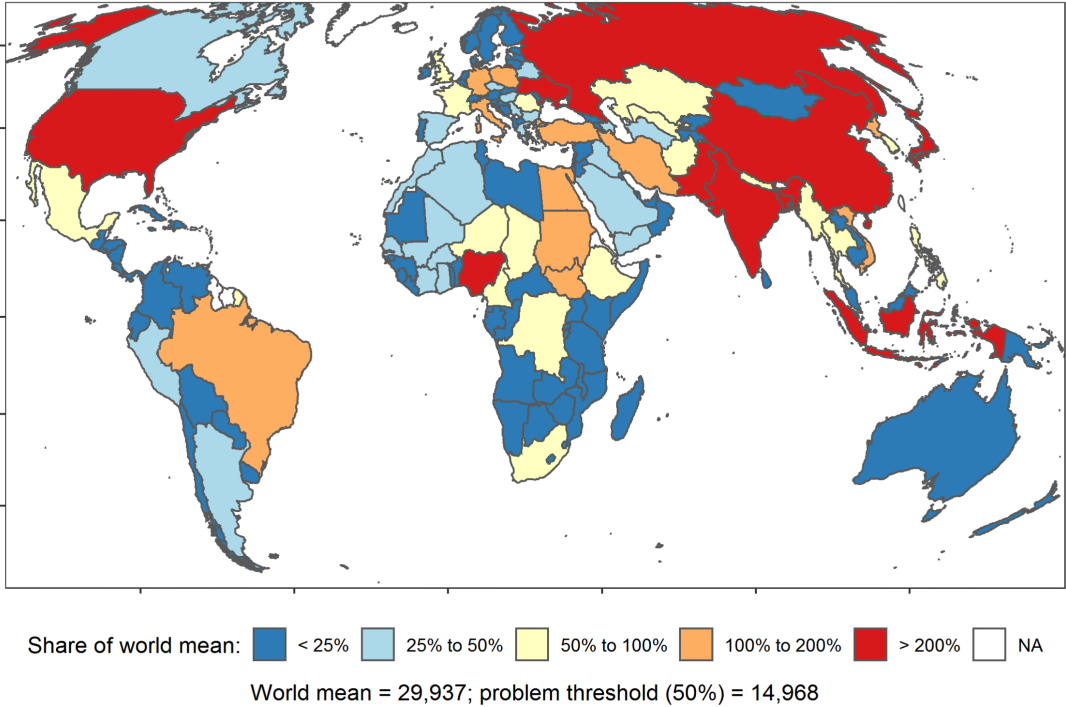 Share of world mean: < 25% 25% to 50% 50% to 100% 100% to 200% > 200% NA
World mean = 29,937; problem threshold (50%) = 14,968